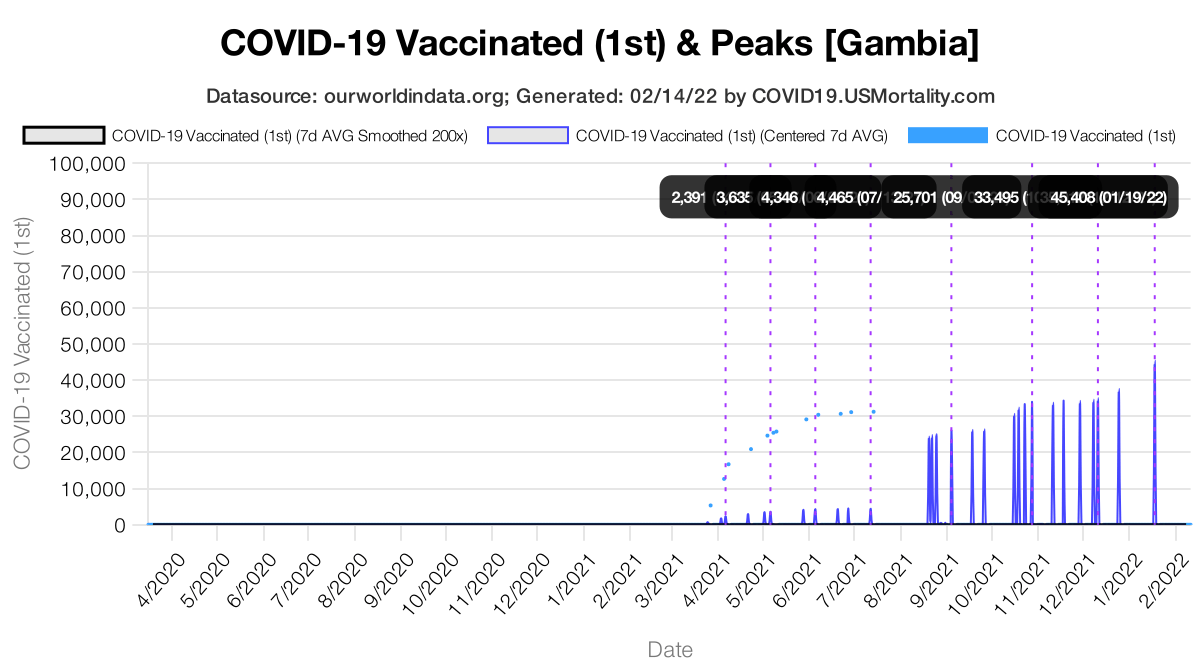 COVID-19 Vaccinated (1st) & Peaks [Gambia]
Datasource: ourworldindata.org; Generated: 02/14/22 by COVID19.USMortality.com
COVID-19 Vaccinated (1st) (7d AVG Smoothed 200x) COVID-19 Vaccinated (1st) (Centered 7d AVG) COVID-19 Vaccinated (1st)
100,000
90,000
80,000
70,000
60,000
50,000
40,000
30,000
20,000
10,000
0
COVID-19 Vaccinated (1st)
2,391 3,635 4,346 4,465 (07/ 25,701 (09/ 33,495 45,408 (01/19/22)
4/2020 5/2020 6/2020 7/2020 8/2020 9/2020 10/2020 11/2020 12/2020 1/2021 2/2021 3/2021 4/2021 5/2021 6/2021 7/2021 8/2021 9/2021 10/2021 11/2021 12/2021 1/2022 2/2022
Date